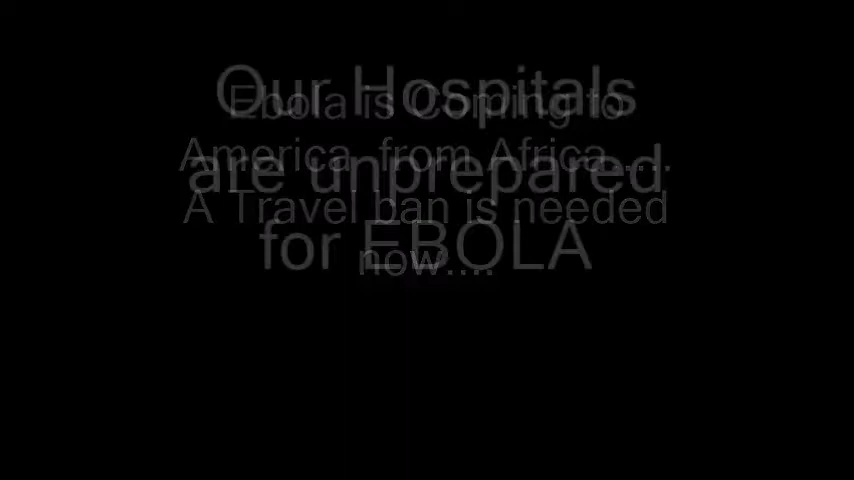 Our Hospitals
are unprepared
for EBOLA
Ebola is Coming to
America, from Africa....
A Travel ban is needed
now....